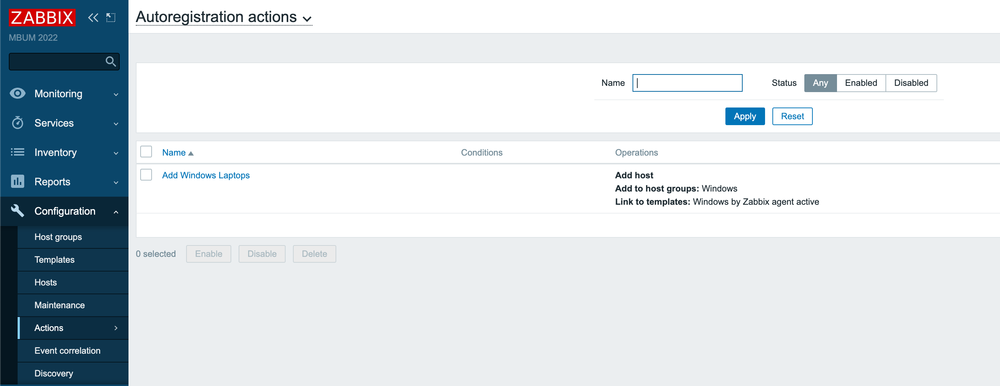 ZABBIX
MBUM 2022
Monitoring
Services
Inventory
Reports
Configuration
Host groups
Templates
Hosts
Maintenance
Actions
Event correlation
Discovery
Autoregistration actions
Name Status Any Enabled Disabled
Apply Reset
Name Conditions Operations
Add Windows Laptops Add host
Add to host groups: Windows
Link to templates: Windows by Zabbix agent active
0 selected Enable Disable Delete